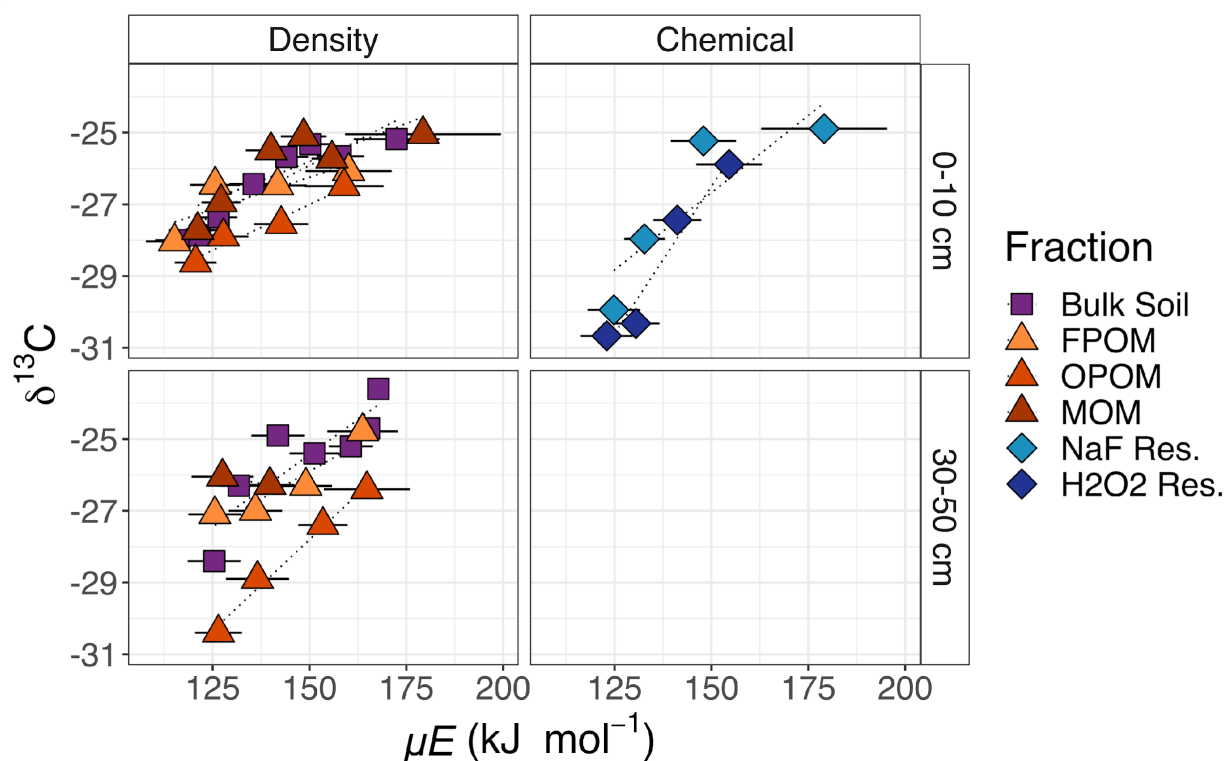 Density
Chemical
-25
-27
-29
-31
0-10 cm
-25
-27
-29
-31
30-50 cm
δ¹³C
125 150 175 200
125 150 175 200
µE (kJ mol⁻¹)
Fraction
Bulk Soil
FPOM
OPOM
MOM
NaF Res.
H2O2 Res.